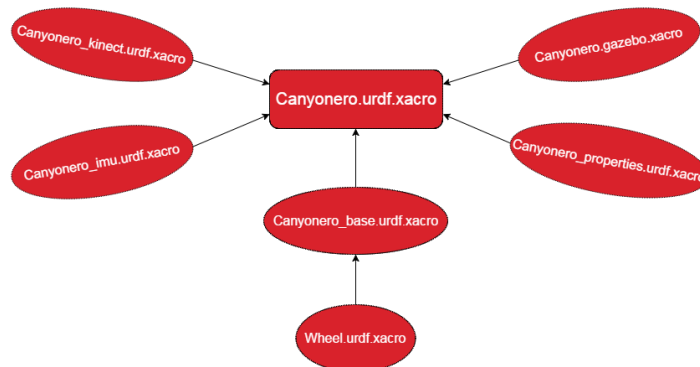 Canyonero_kinect.urdf.xacro
Canyonero.gazebo.xacro
Canyonero.urdf.xacro
Canyonero_imu.urdf.xacro
Canyonero_properties.urdf.xacro
Canyonero_base.urdf.xacro
Wheel.urdf.xacro